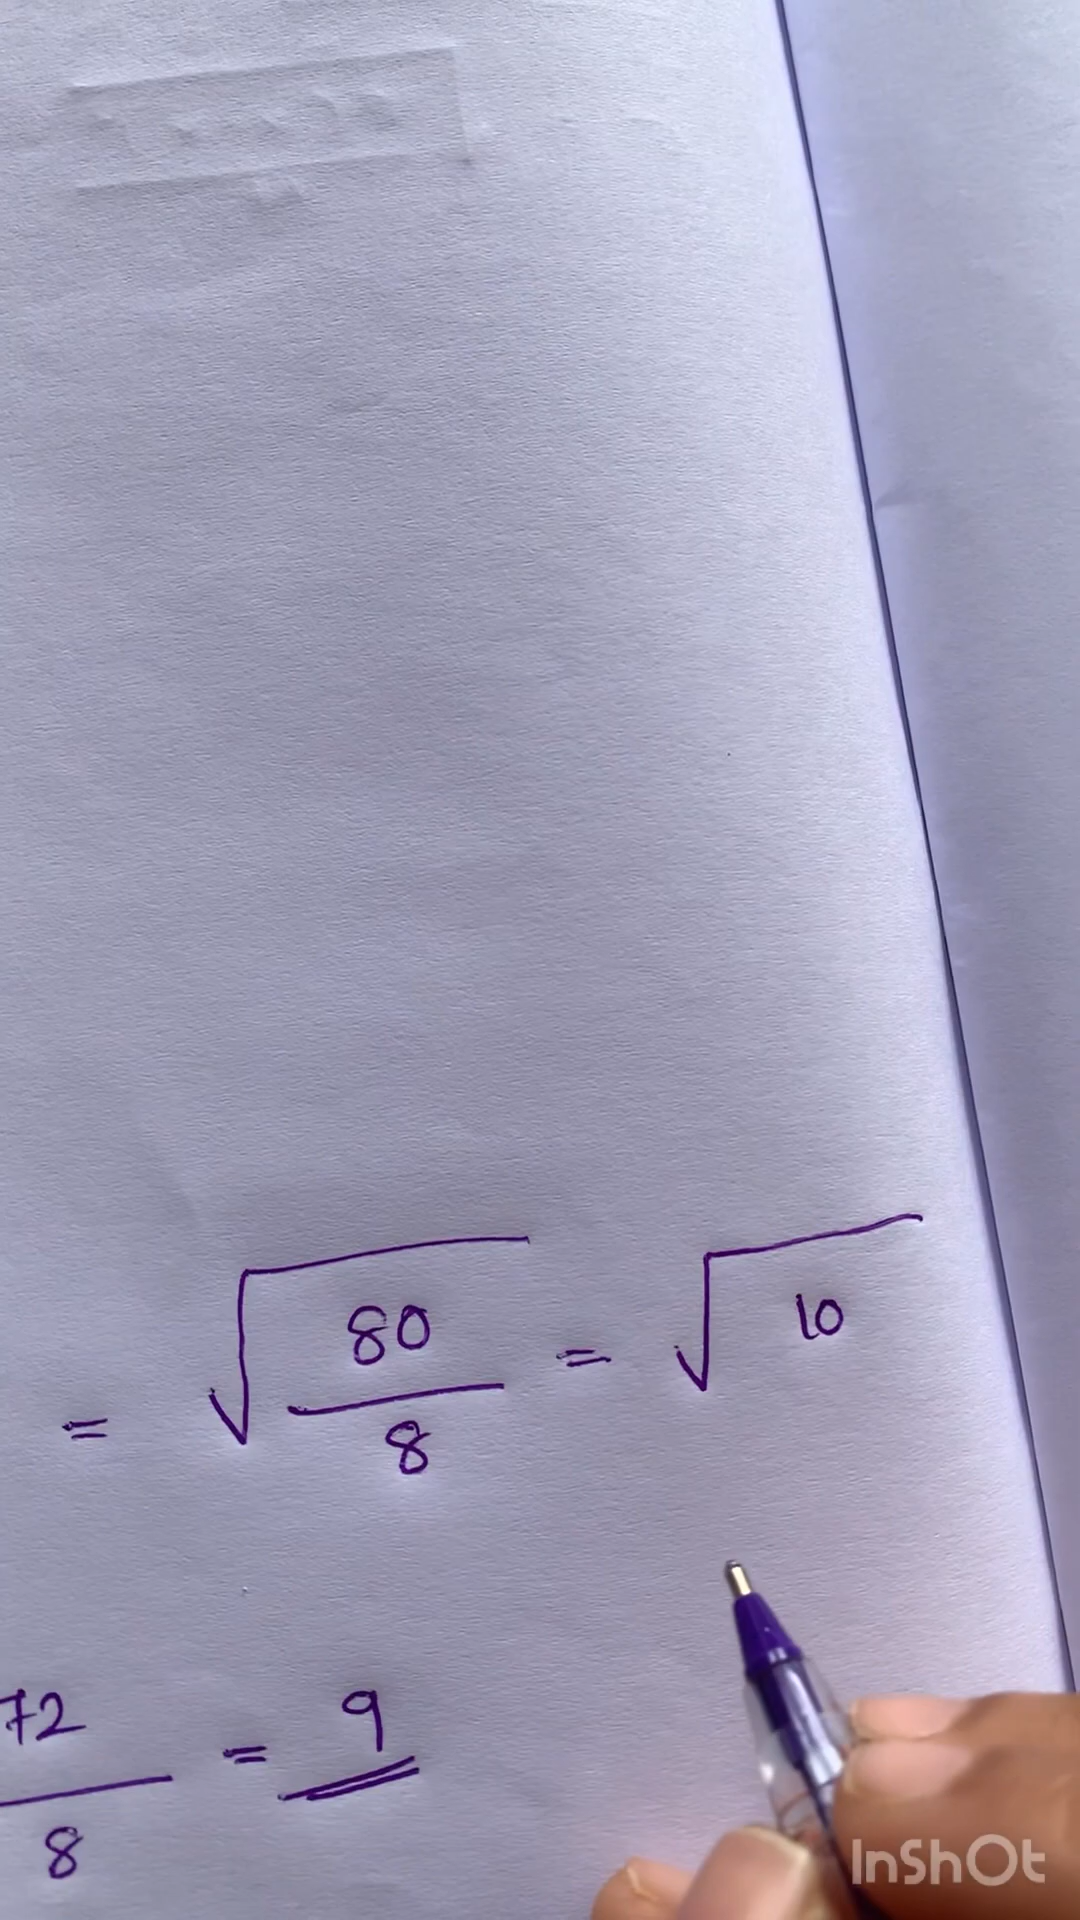 = √(80/8) = √10
72/8 = 9
InShOt